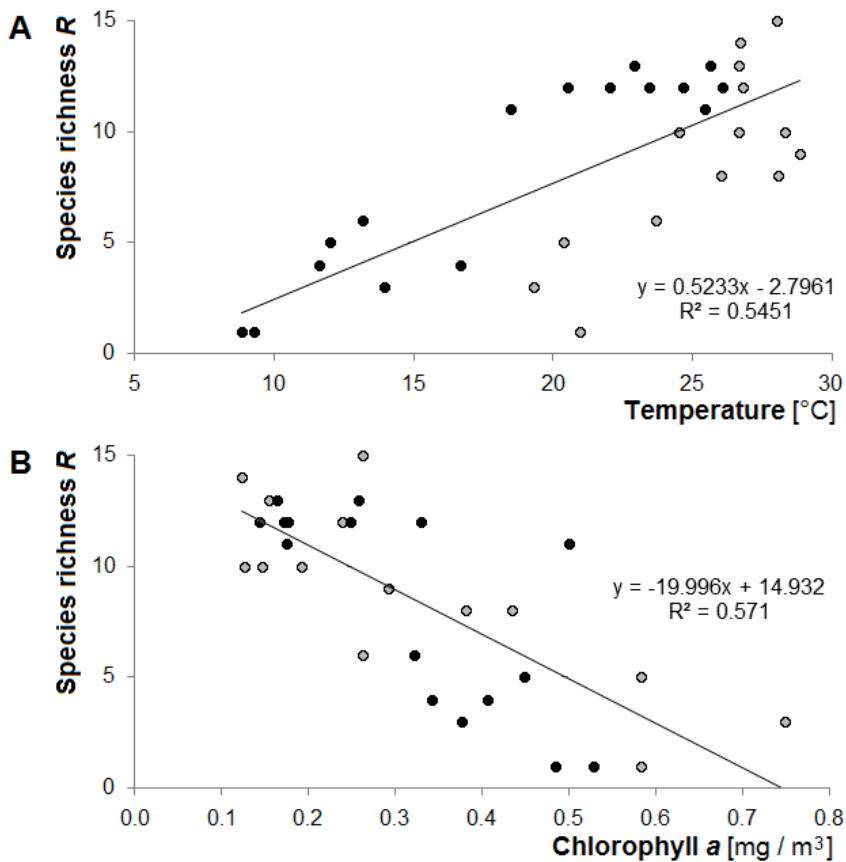 A
Species richness R
15
10
5
0
y = 0.5233x - 2.7961
R² = 0.5451
5 10 15 20 25 30
Temperature [°C]
B
Species richness R
15
10
5
0
y = -19.996x + 14.932
R² = 0.571
0.0 0.1 0.2 0.3 0.4 0.5 0.6 0.7 0.8
Chlorophyll a [mg / m³]